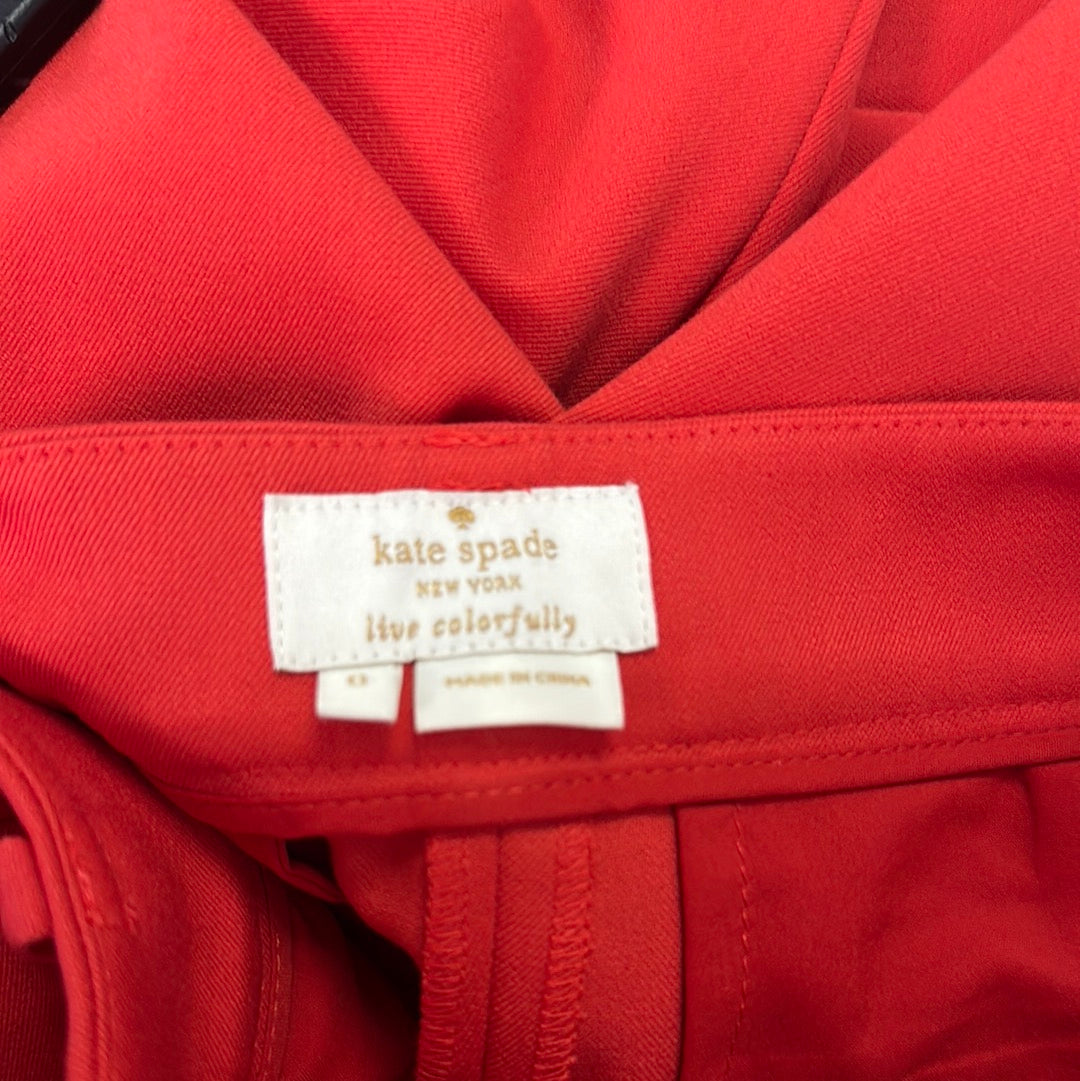 kate spade
NEW YORK
live colorfully
0
MADE IN CHINA